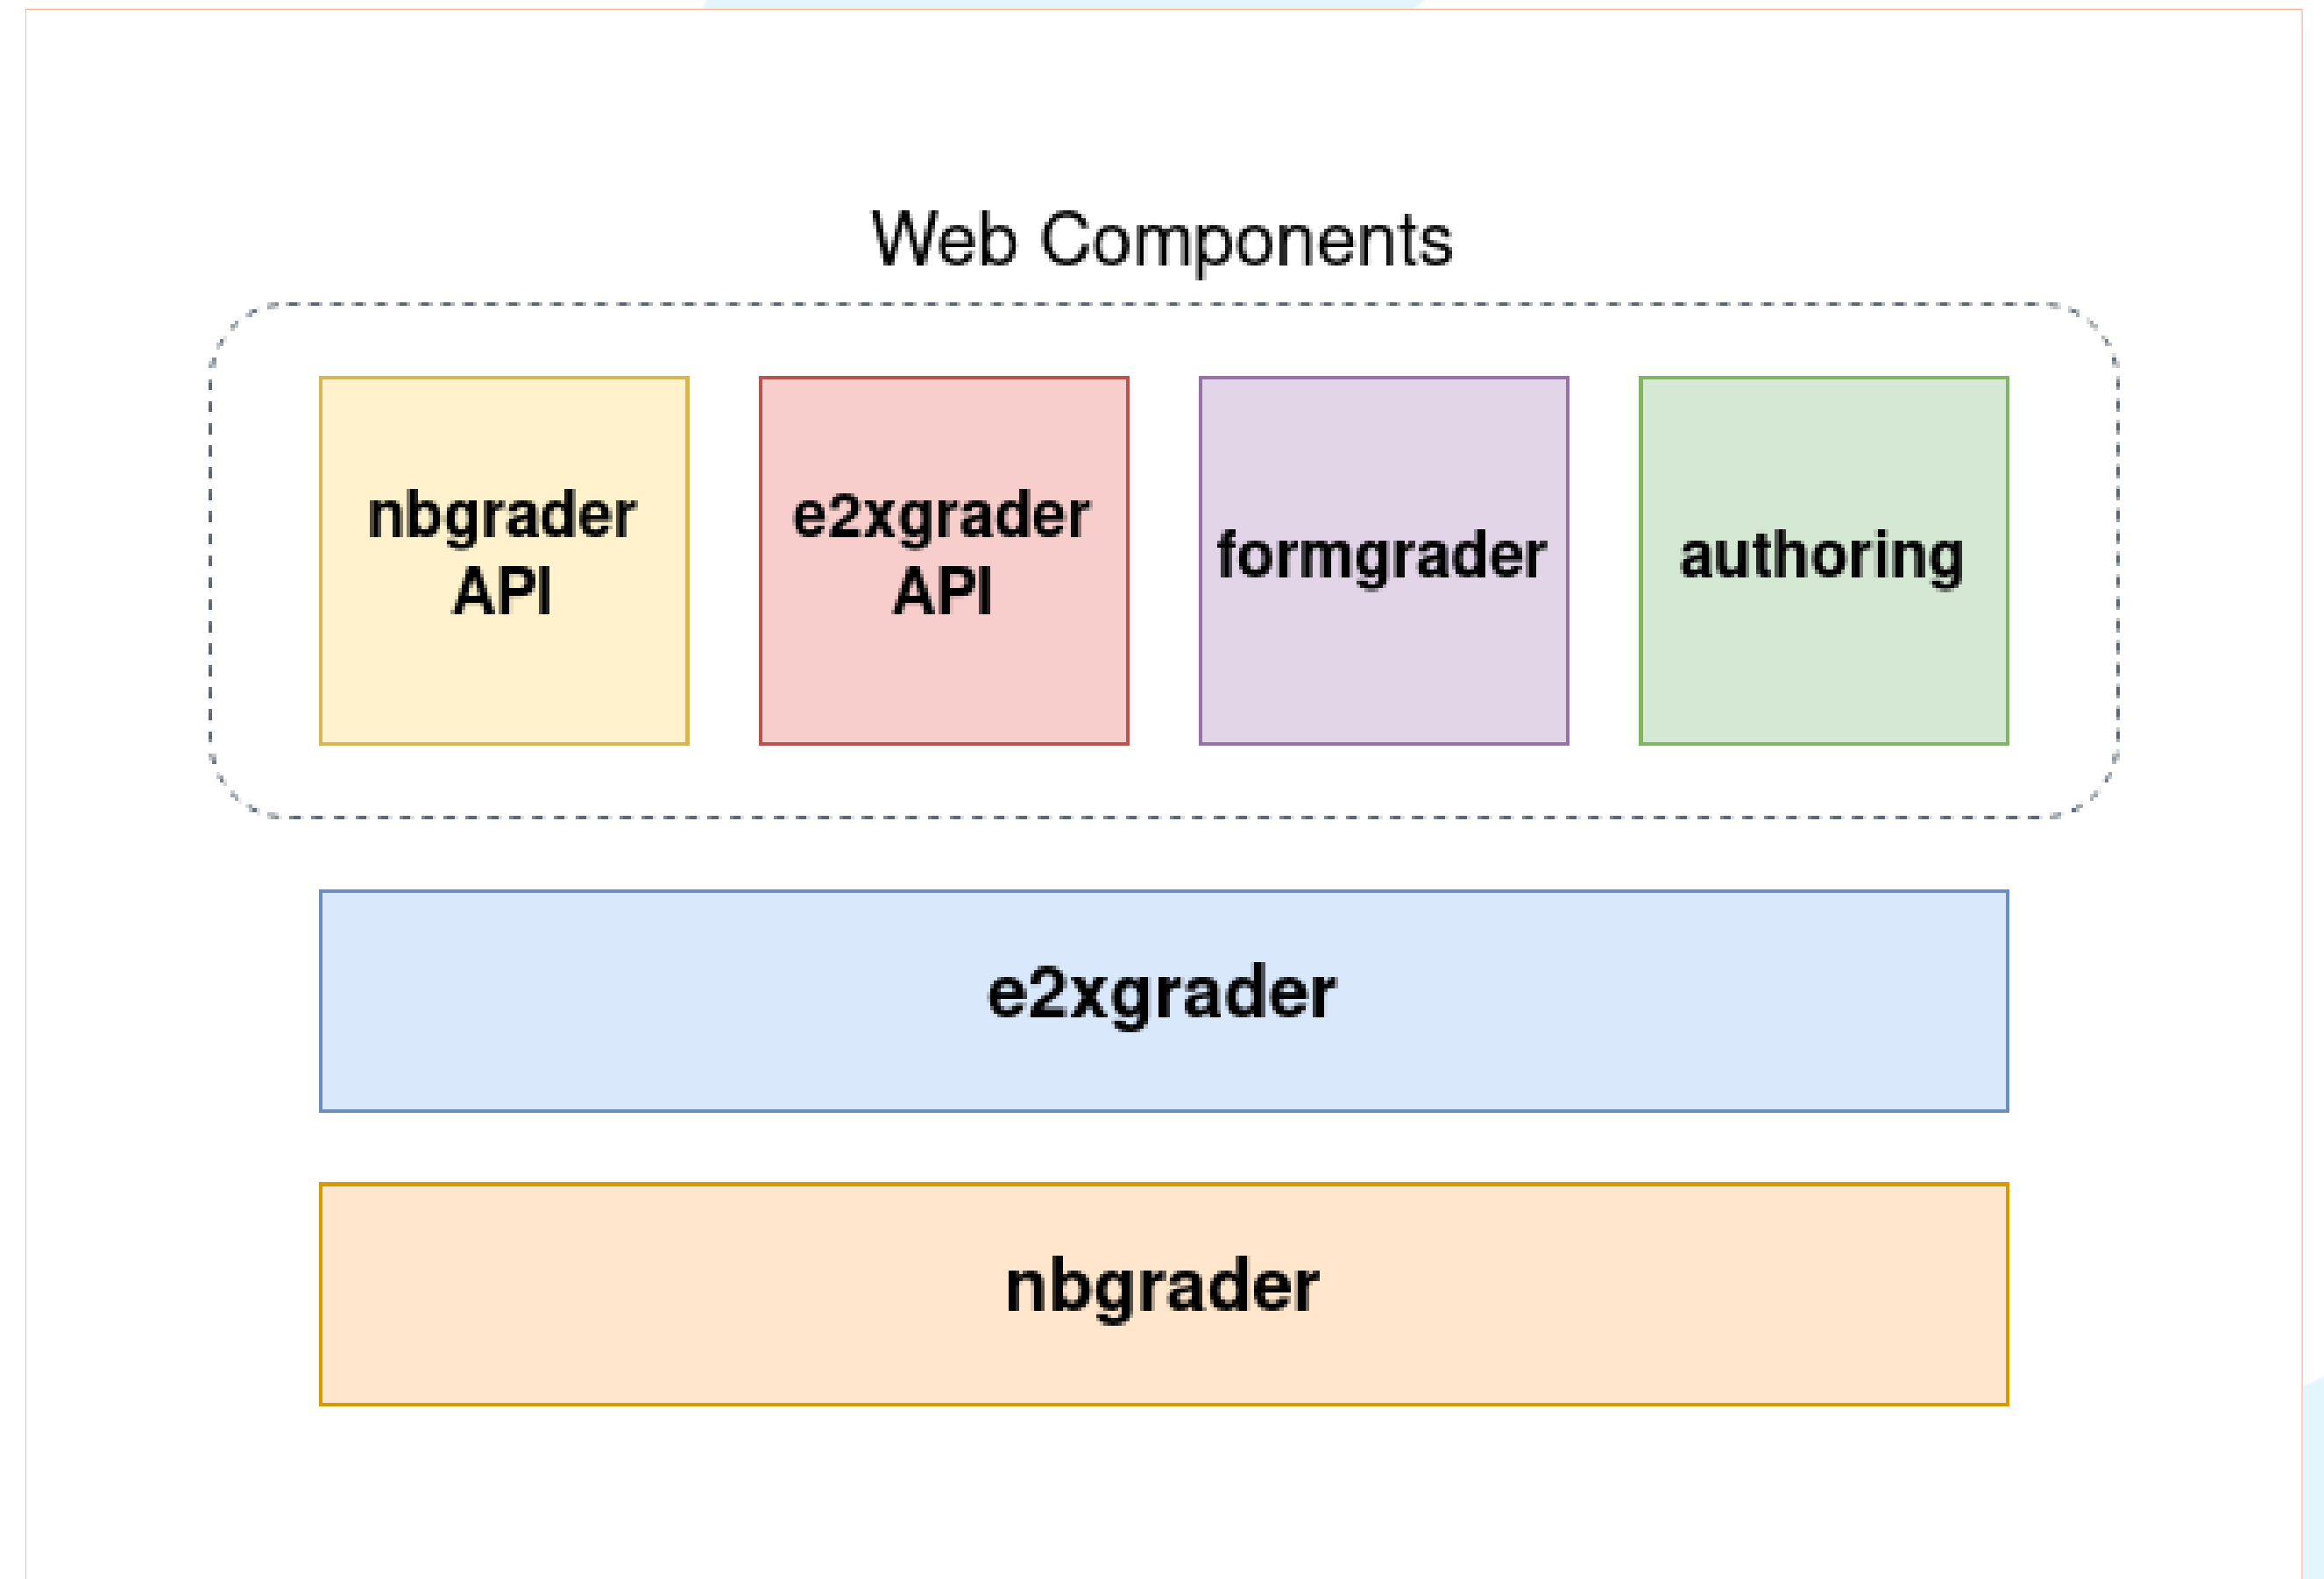 Web Components
nbgrader
API
e2xgrader
API
formgrader
authoring
e2xgrader
nbgrader